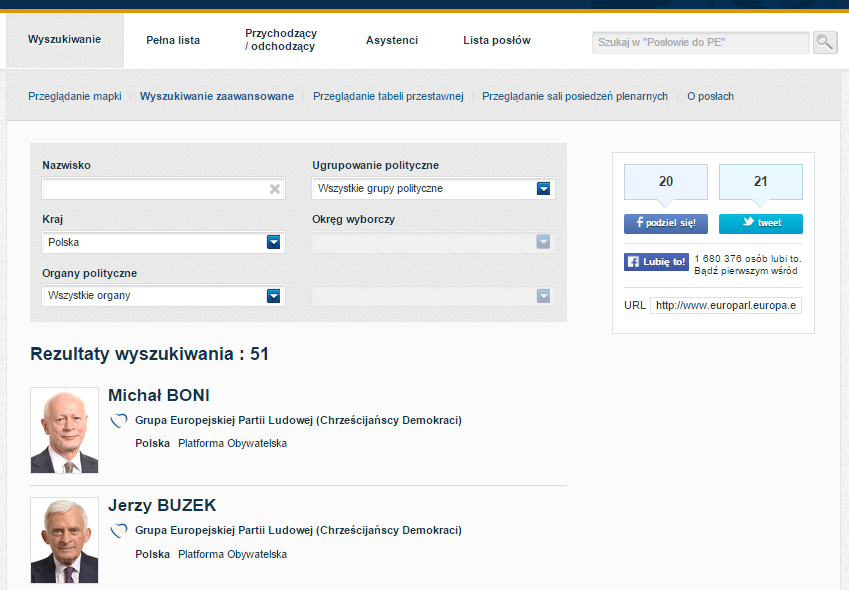 Wyszukiwanie
Pełna lista
Przychodzący
/ odchodzący
Asystenci
Lista posłów
Szukaj w "Posłowie do PE"
Przeglądanie mapki
Wyszukiwanie zaawansowane
Przeglądanie tabeli przestawnej
Przeglądanie sali posiedzeń plenarnych
O posłach
Nazwisko
Ugrupowanie polityczne
Wszystkie grupy polityczne
Kraj
Okręg wyborczy
Polska
Organy polityczne
Wszystkie organy
20
21
podziel się!
tweet
Lubię to!
1 680 376 osób lubi to.
Bądź pierwszym wśród
URL http://www.europarl.europa.e
Rezultaty wyszukiwania : 51
Michał BONI
Grupa Europejskiej Partii Ludowej (Chrześcijańscy Demokraci)
Polska Platforma Obywatelska
Jerzy BUZEK
Grupa Europejskiej Partii Ludowej (Chrześcijańscy Demokraci)
Polska Platforma Obywatelska